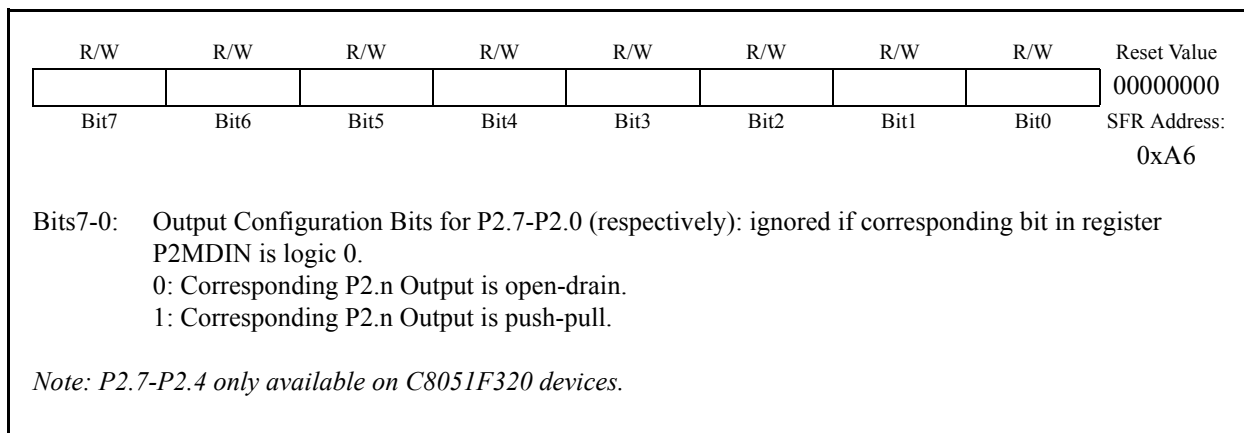 R/W R/W R/W R/W R/W R/W R/W R/W Reset Value
00000000
Bit7 Bit6 Bit5 Bit4 Bit3 Bit2 Bit1 Bit0 SFR Address:
0xA6
Bits7-0: Output Configuration Bits for P2.7-P2.0 (respectively): ignored if corresponding bit in register
P2MDIN is logic 0.
0: Corresponding P2.n Output is open-drain.
1: Corresponding P2.n Output is push-pull.
Note: P2.7-P2.4 only available on C8051F320 devices.